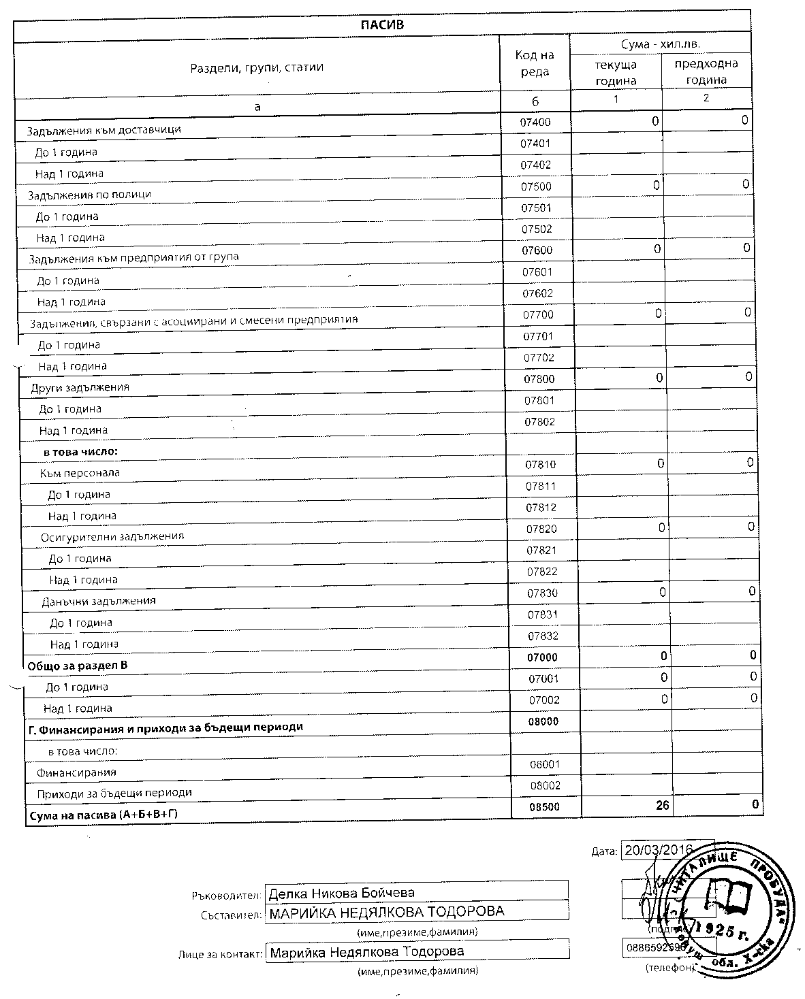 ПАСИВ
Раздели, групи, статии Код на реда Сума - хил.лв.
текуща година предходна година
а б 1 2
Задължения към доставчици 07400 0 0
До 1 година 07401
Над 1 година 07402
Задължения по полици 07500 0 0
До 1 година 07501
Над 1 година 07502
Задължения към предприятия от група 07600 0 0
До 1 година 07601
Над 1 година 07602
Задължения, свързани с асоциирани и смесени предприятия 07700 0 0
До 1 година 07701
Над 1 година 07702
Други задължения 07800 0 0
До 1 година 07801
Над 1 година 07802
в това число:
Към персонала 07810 0 0
До 1 година 07811
Над 1 година 07812
Осигурителни задължения 07820 0 0
До 1 година 07821
Над 1 година 07822
Данъчни задължения 07830 0 0
До 1 година 07831
Над 1 година 07832
Общо за раздел В 07000 0 0
До 1 година 07001 0 0
Над 1 година 07002 0 0
Г. Финансирания и приходи за бъдещи периоди 08000
в това число:
Финансирания 08001
Приходи за бъдещи периоди 08002
Сума на пасива (А+Б+В+Г) 08500 26 0
Дата: 20/03/2016
Ръководител: Делка Никова Бойчева
Съставител: МАРИЙКА НЕДЯЛКОВА ТОДОРОВА
(име,презиме,фамилия) (подпис)
Лице за контакт: Марийка Недялкова Тодорова 0886592696
(име,презиме,фамилия) (телефон)
ЧИТАЛИЩЕ ПРОБУДА"
1925 г.
обл. Х-ска